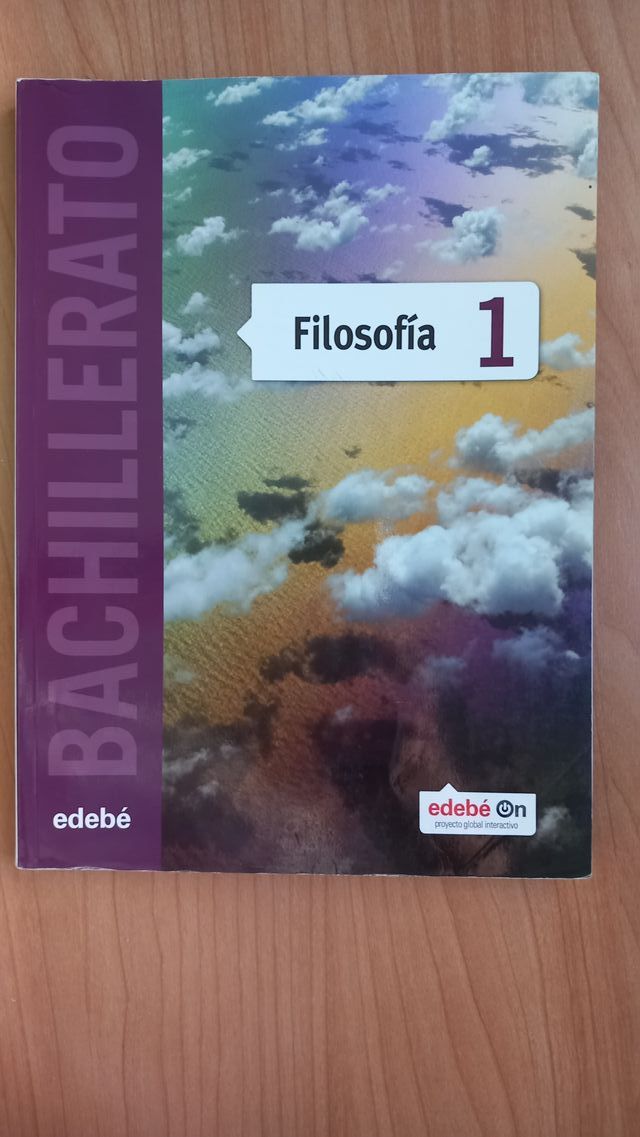 BACHILLERATO
Filosofía 1
edebé
edebé On
proyecto global interactivo